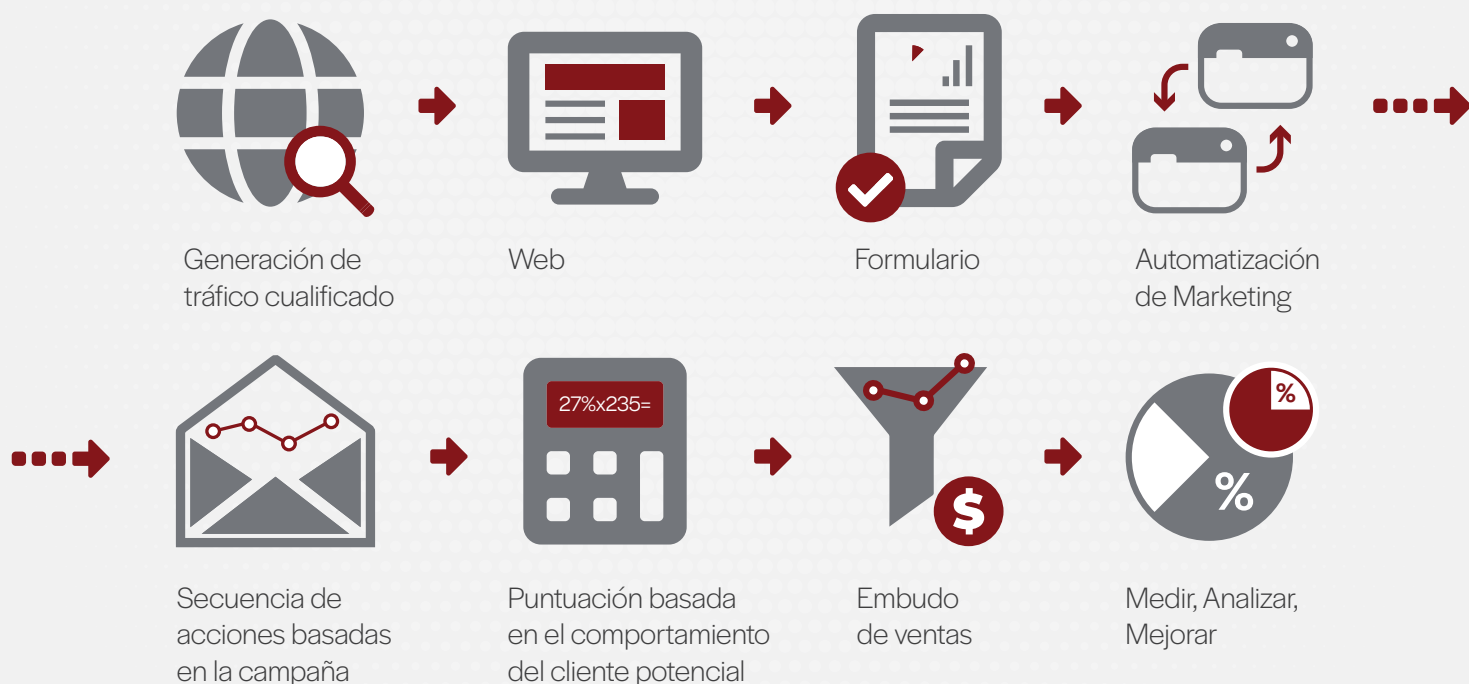 Generación de
tráfico cualificado
Web
Formulario
Automatización
de Marketing
27%x235=
$
%
%
Secuencia de
acciones basadas
en la campaña
Puntuación basada
en el comportamiento
del cliente potencial
Embudo
de ventas
Medir, Analizar,
Mejorar